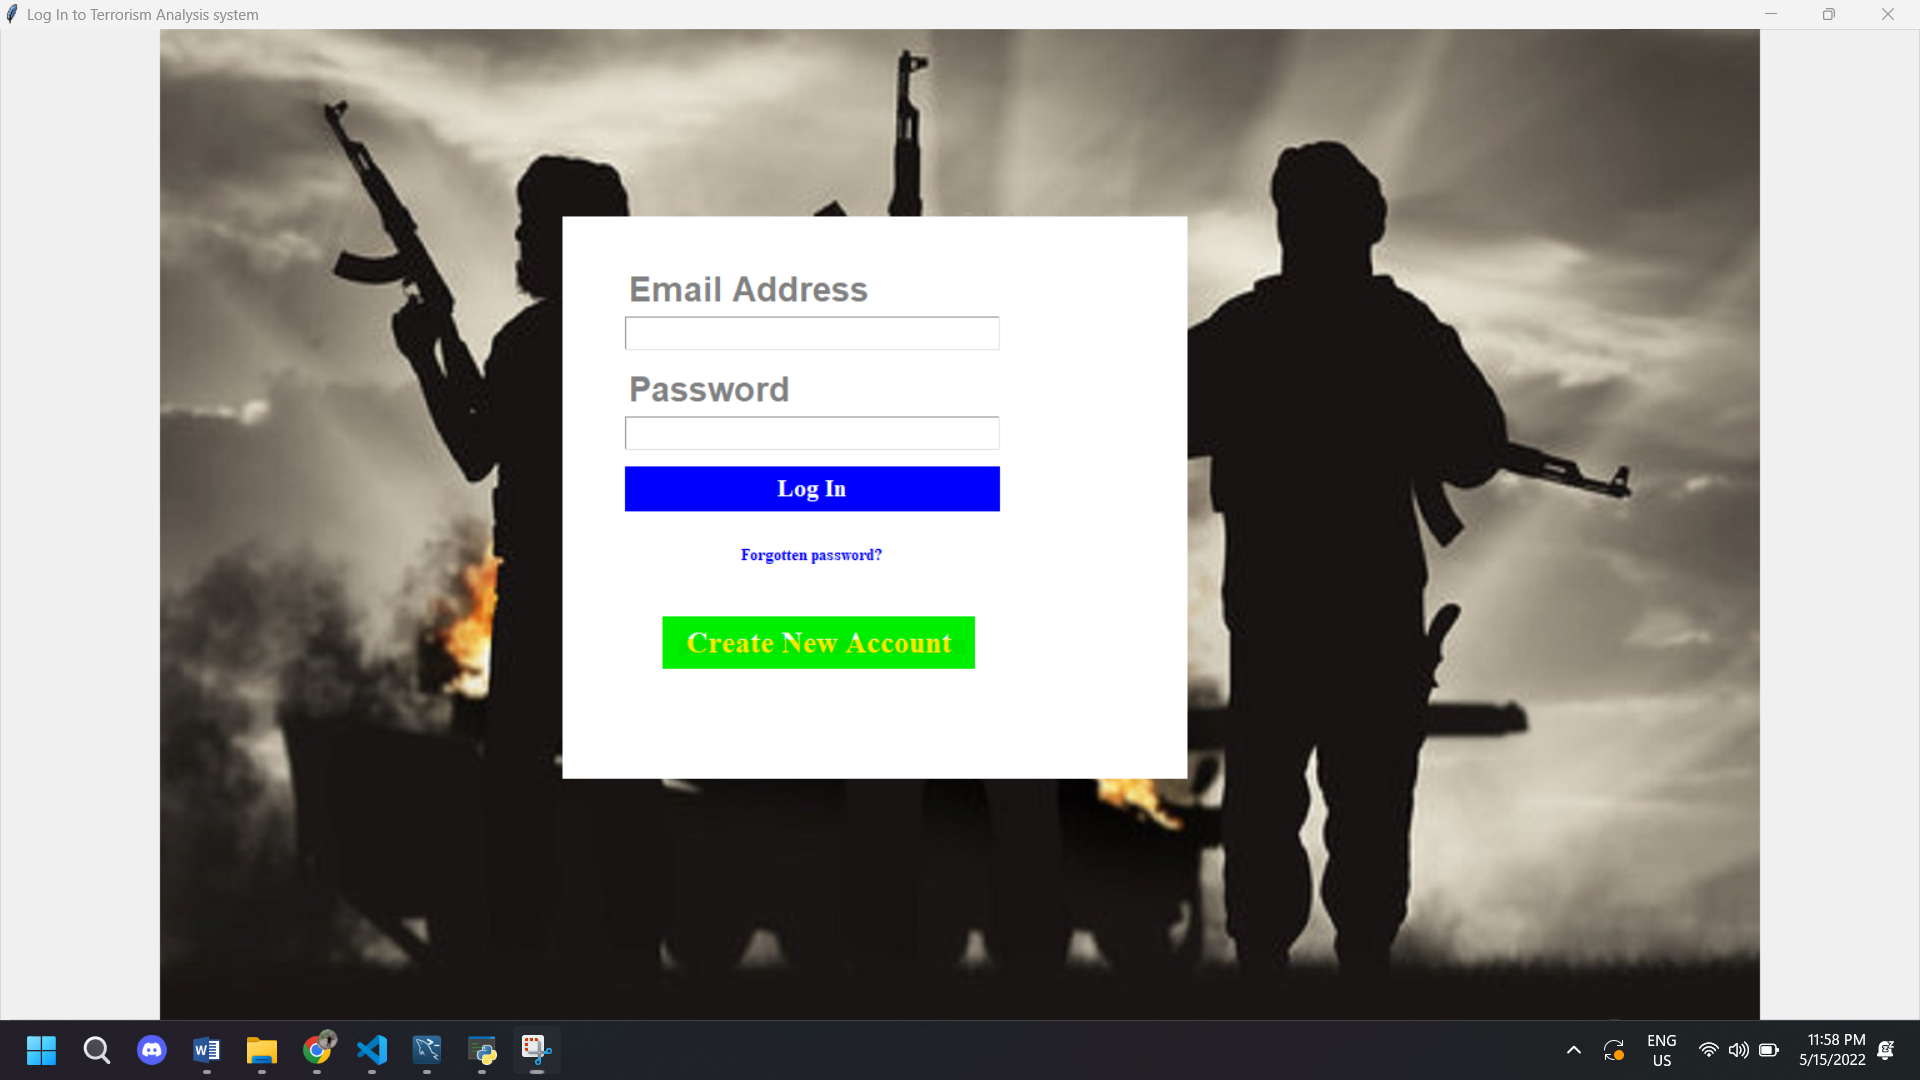 Log In to Terrorism Analysis system
Email Address
Password
Log In
Forgotten password?
Create New Account
ENG
US
11:58 PM
5/15/2022